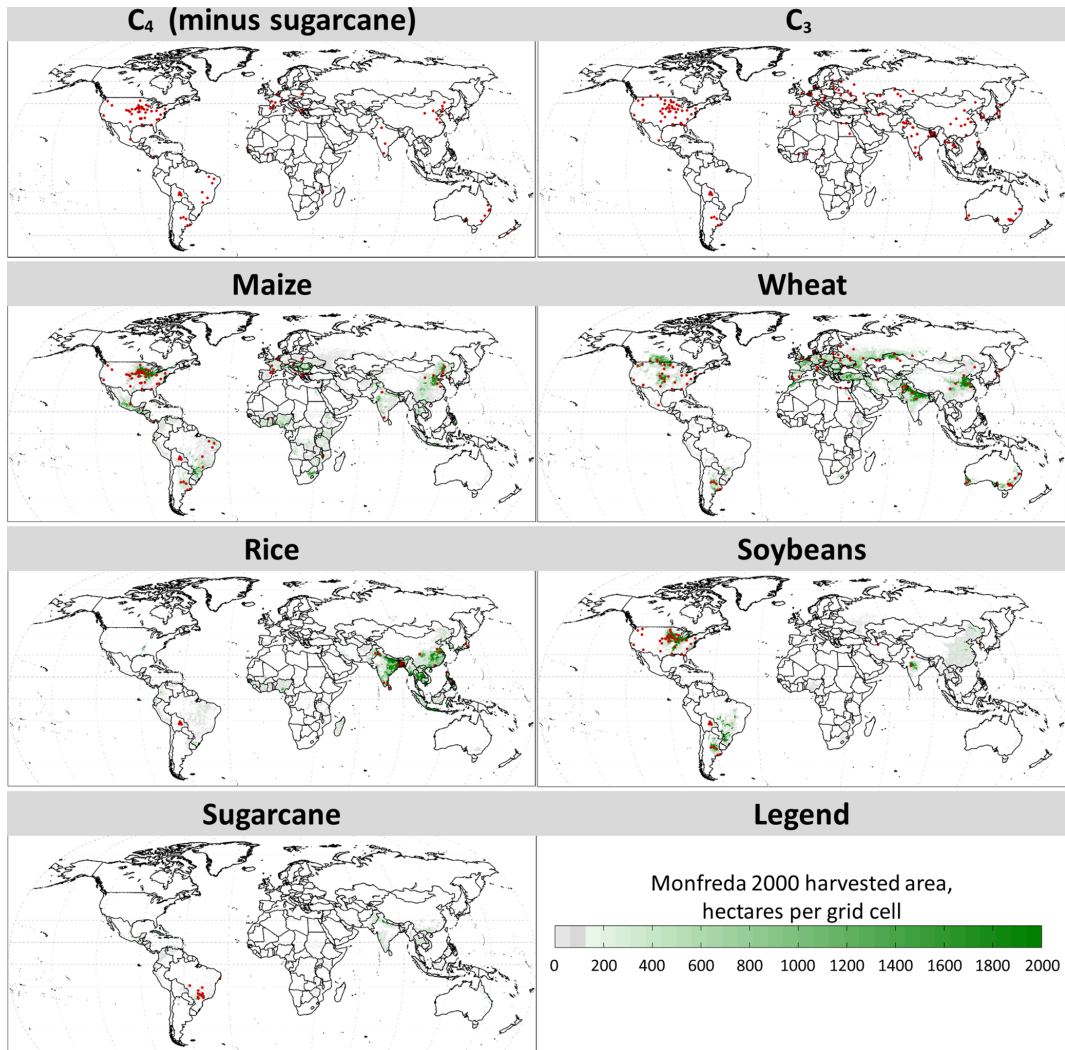 C₄ (minus sugarcane)
C₃
Maize
Wheat
Rice
Soybeans
Sugarcane
Legend
Monfreda 2000 harvested area,
hectares per grid cell
0 200 400 600 800 1000 1200 1400 1600 1800 2000